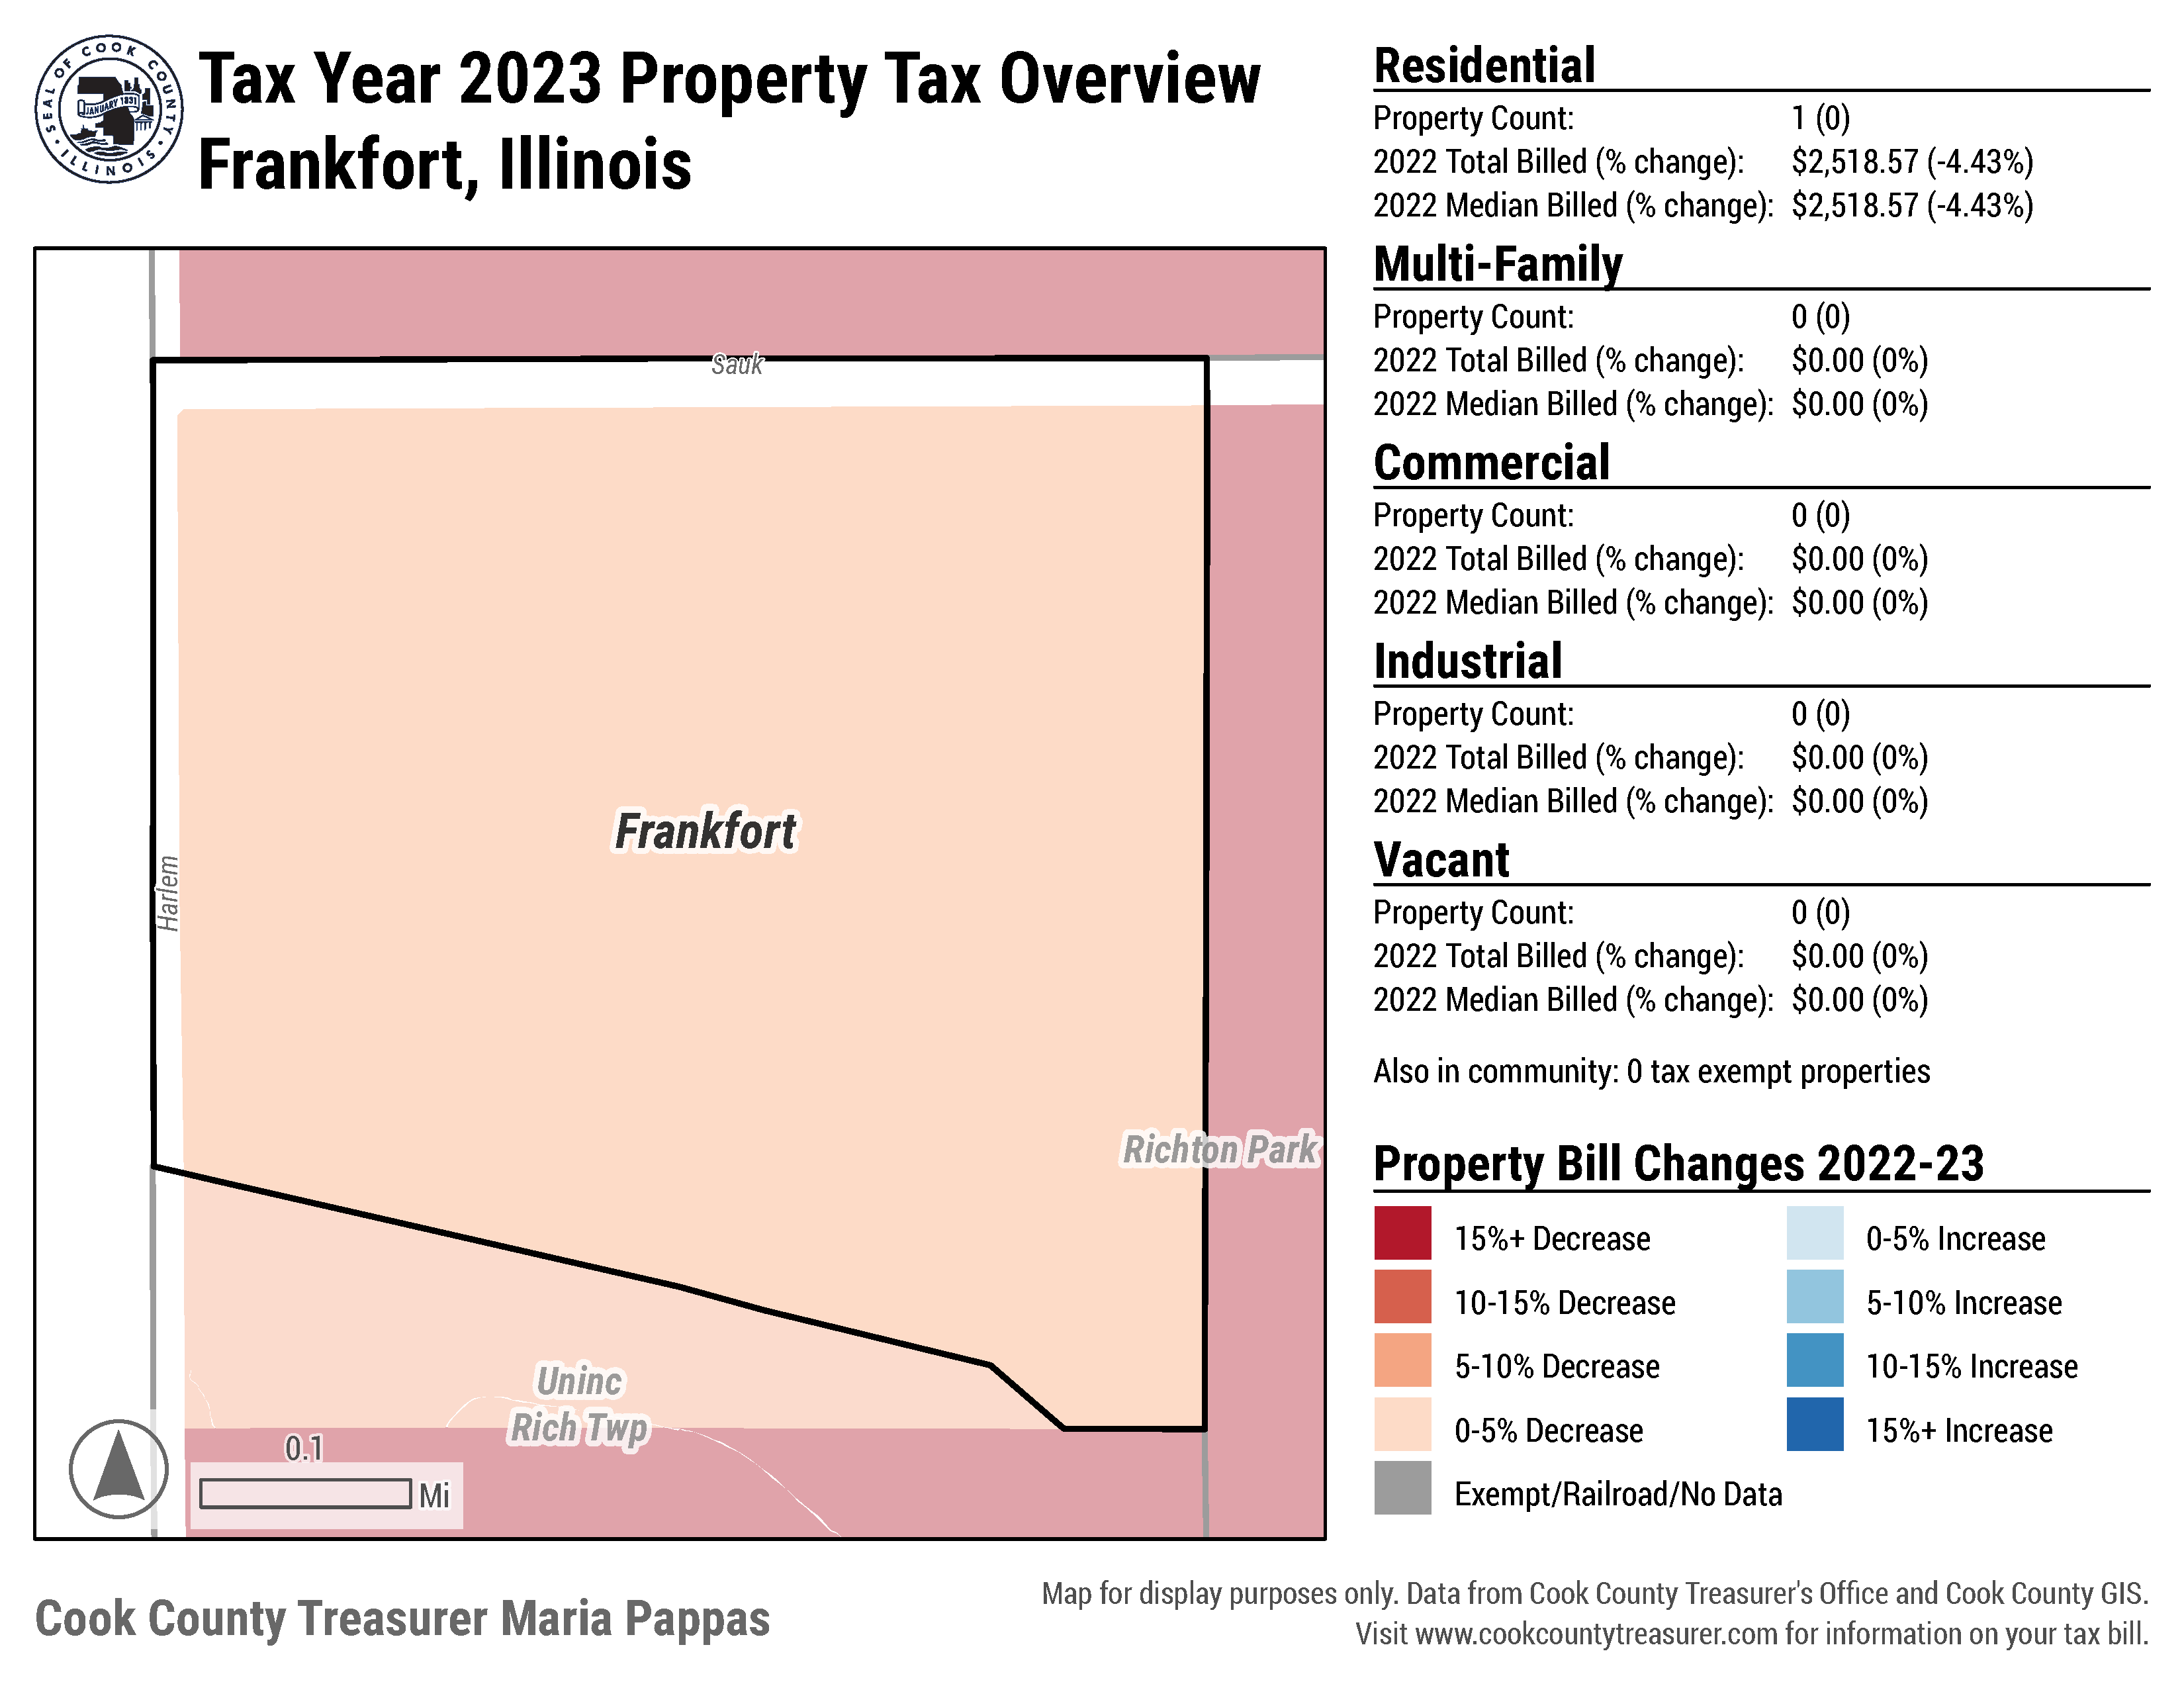 SEAL OF COOK COUNTY
ILLINOIS
JANUARY 1831
Tax Year 2023 Property Tax Overview
Frankfort, Illinois
Sauk
Harlem
Frankfort
Richton Park
Uninc
Rich Twp
0.1
Mi
Residential
Property Count: 1 (0)
2022 Total Billed (% change): $2,518.57 (-4.43%)
2022 Median Billed (% change): $2,518.57 (-4.43%)
Multi-Family
Property Count: 0 (0)
2022 Total Billed (% change): $0.00 (0%)
2022 Median Billed (% change): $0.00 (0%)
Commercial
Property Count: 0 (0)
2022 Total Billed (% change): $0.00 (0%)
2022 Median Billed (% change): $0.00 (0%)
Industrial
Property Count: 0 (0)
2022 Total Billed (% change): $0.00 (0%)
2022 Median Billed (% change): $0.00 (0%)
Vacant
Property Count: 0 (0)
2022 Total Billed (% change): $0.00 (0%)
2022 Median Billed (% change): $0.00 (0%)
Also in community: 0 tax exempt properties
Property Bill Changes 2022-23
15%+ Decrease
10-15% Decrease
5-10% Decrease
0-5% Decrease
Exempt/Railroad/No Data
0-5% Increase
5-10% Increase
10-15% Increase
15%+ Increase
Cook County Treasurer Maria Pappas
Map for display purposes only. Data from Cook County Treasurer's Office and Cook County GIS.
Visit www.cookcountytreasurer.com for information on your tax bill.